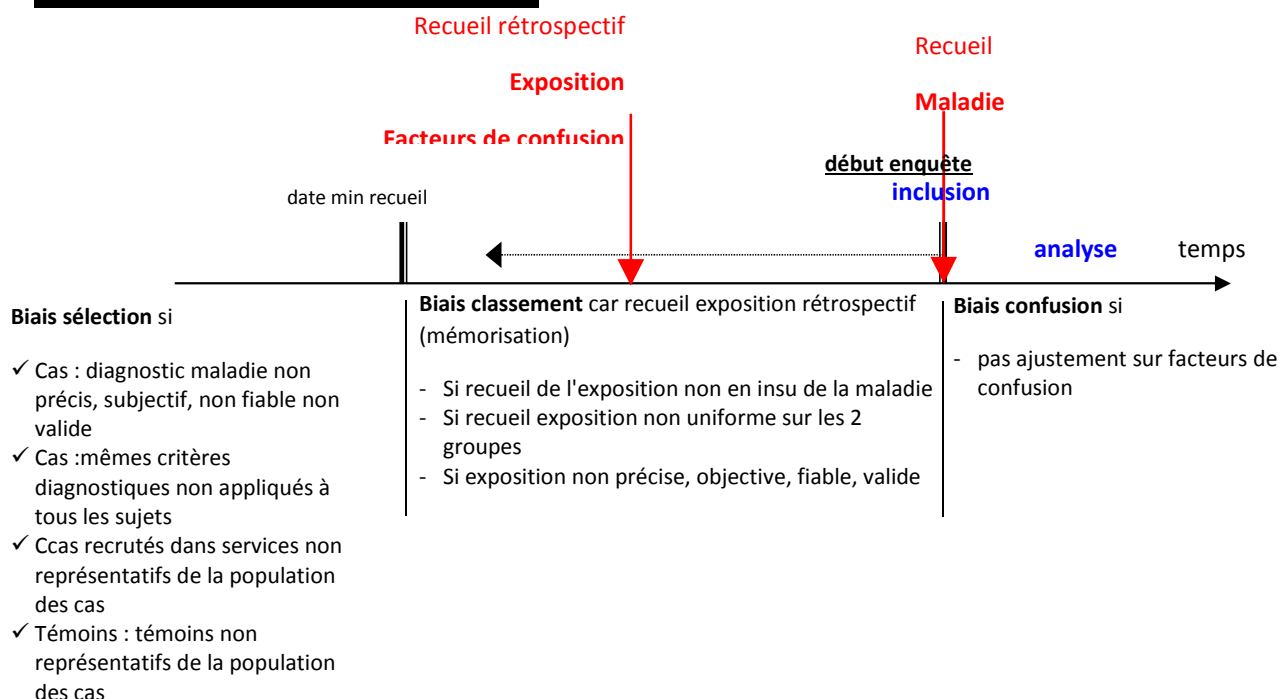 Recueil rétrospectif
Exposition
Facteurs de confusion
Recueil
Maladie
début enquête
inclusion
date min recueil
analyse
temps
Biais sélection si
✓ Cas : diagnostic maladie non
précis, subjectif, non fiable non
valide
✓ Cas :mêmes critères
diagnostiques non appliqués à
tous les sujets
✓ Ccas recrutés dans services non
représentatifs de la population
des cas
✓ Témoins : témoins non
représentatifs de la population
des cas
Biais classement car recueil exposition rétrospectif
(mémorisation)
- Si recueil de l'exposition non en insu de la maladie
- Si recueil exposition non uniforme sur les 2
groupes
- Si exposition non précise, objective, fiable, valide
Biais confusion si
- pas ajustement sur facteurs de
confusion